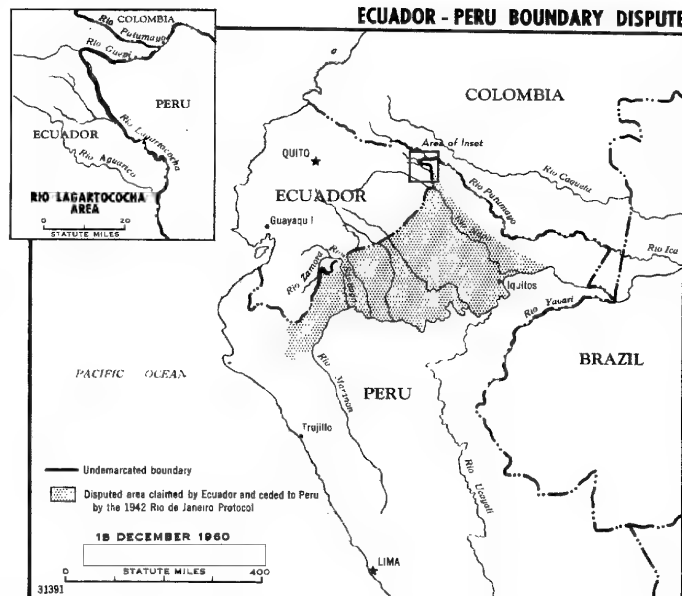 ECUADOR - PERU BOUNDARY DISPUTE
COLOMBIA
Rio Putumayo
Rio Guepi
PERU
ECUADOR
Rio Lagartococha
Rio Aguarico
RIO LAGARTOCOCHA
AREA
0 20
STATUTE MILES
COLOMBIA
Area of Inset
QUITO
Rio Caqueta
ECUADOR
Rio Putumayo
Guayaquil
Rio Ica
Rio Zamora
Iquitos
Rio Yavari
BRAZIL
PACIFIC OCEAN
PERU
Rio Marañon
Trujillo
Rio Ucayali
Undemarcated boundary
Disputed area claimed by Ecuador and ceded to Peru
by the 1942 Rio de Janeiro Protocol
15 DECEMBER 1960
0 400
STATUTE MILES
LIMA
31391